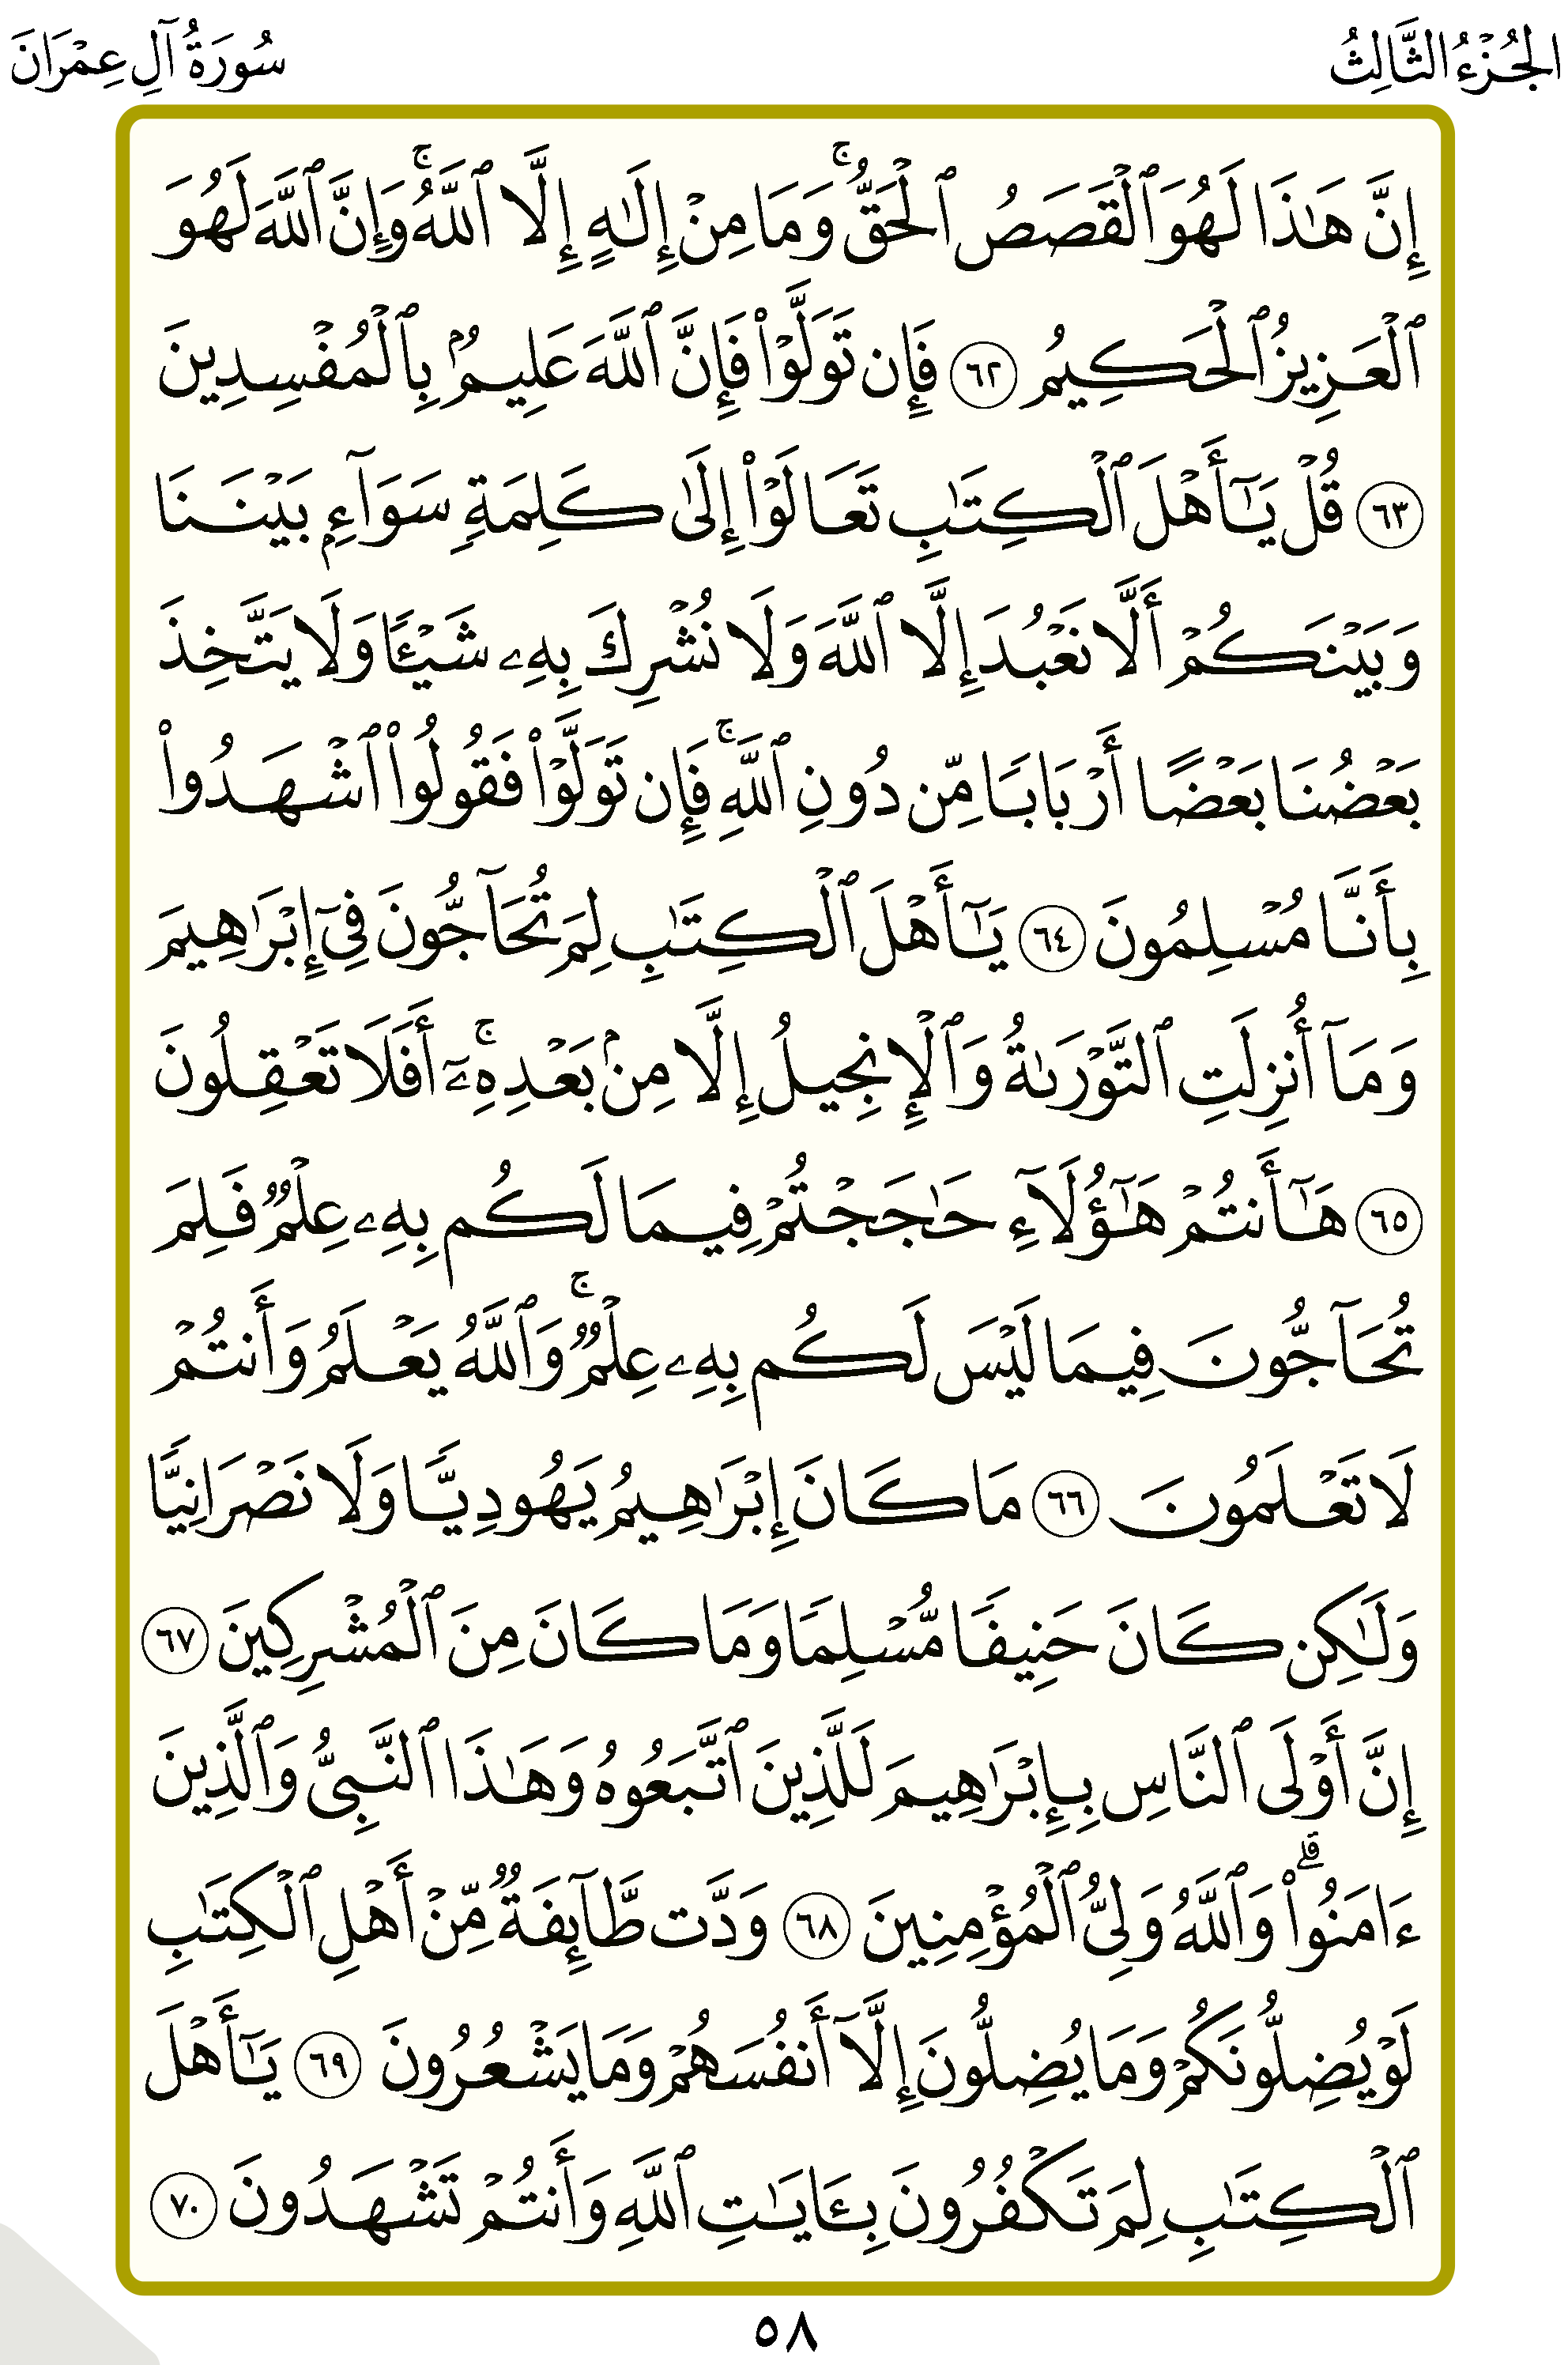 الجُزْءُ الثَّالِثُ
سُورَةُ آلِ عِمْرَانَ
إِنَّ هَٰذَا لَهُوَ ٱلْقَصَصُ ٱلْحَقُّۚ وَمَا مِنْ إِلَٰهٍ إِلَّا ٱللَّهُۚ وَإِنَّ ٱللَّهَ لَهُوَ
ٱلْعَزِيزُ ٱلْحَكِيمُ ٦٢ فَإِن تَوَلَّوْا۟ فَإِنَّ ٱللَّهَ عَلِيمٌۢ بِٱلْمُفْسِدِينَ
٦٣ قُلْ يَٰٓأَهْلَ ٱلْكِتَٰبِ تَعَالَوْا۟ إِلَىٰ كَلِمَةٍ سَوَآءٍۭ بَيْنَنَا
وَبَيْنَكُمْ أَلَّا نَعْبُدَ إِلَّا ٱللَّهَ وَلَا نُشْرِكَ بِهِۦ شَيْـًٔا وَلَا يَتَّخِذَ
بَعْضُنَا بَعْضًا أَرْبَابًا مِّن دُونِ ٱللَّهِۚ فَإِن تَوَلَّوْا۟ فَقُولُوا۟ ٱشْهَدُوا۟
بِأَنَّا مُسْلِمُونَ ٦٤ يَٰٓأَهْلَ ٱلْكِتَٰبِ لِمَ تُحَآجُّونَ فِىٓ إِبْرَٰهِيمَ
وَمَآ أُنزِلَتِ ٱلتَّوْرَىٰةُ وَٱلْإِنجِيلُ إِلَّا مِنۢ بَعْدِهِۦٓۚ أَفَلَا تَعْقِلُونَ
٦٥ هَٰٓأَنتُمْ هَٰٓؤُلَآءِ حَٰجَجْتُمْ فِيمَا لَكُم بِهِۦ عِلْمٌ فَلِمَ
تُحَآجُّونَ فِيمَا لَيْسَ لَكُم بِهِۦ عِلْمٌۚ وَٱللَّهُ يَعْلَمُ وَأَنتُمْ
لَا تَعْلَمُونَ ٦٦ مَا كَانَ إِبْرَٰهِيمُ يَهُودِيًّا وَلَا نَصْرَانِيًّا
وَلَٰكِن كَانَ حَنِيفًا مُّسْلِمًا وَمَا كَانَ مِنَ ٱلْمُشْرِكِينَ ٦٧
إِنَّ أَوْلَى ٱلنَّاسِ بِإِبْرَٰهِيمَ لَلَّذِينَ ٱتَّبَعُوهُ وَهَٰذَا ٱلنَّبِىُّ وَٱلَّذِينَ
ءَامَنُوا۟ۗ وَٱللَّهُ وَلِىُّ ٱلْمُؤْمِنِينَ ٦٨ وَدَّت طَّآئِفَةٌ مِّنْ أَهْلِ ٱلْكِتَٰبِ
لَوْ يُضِلُّونَكُمْ وَمَا يُضِلُّونَ إِلَّآ أَنفُسَهُمْ وَمَا يَشْعُرُونَ ٦٩ يَٰٓأَهْلَ
ٱلْكِتَٰبِ لِمَ تَكْفُرُونَ بِـَٔايَٰتِ ٱللَّهِ وَأَنتُمْ تَشْهَدُونَ ٧٠
٥٨